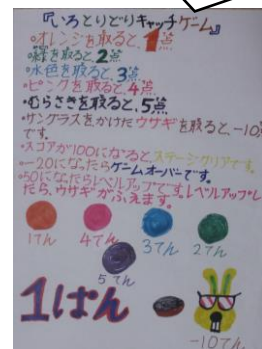 『いろとりどりキャッチゲーム』
・オレンジを取ると、1点
・緑を取ると、2点
・水色を取ると、3点
・ピンクを取ると、4点
・むらさきを取ると、5点
・サングラスをかけたウサギを取ると、-10点
です。
・スコアが100になると、ステージクリアです。
・-20になったらゲームオーバーです。
・50になったらレベルアップです。レベルアップし
たら、ウサギがふえます。
1てん
4てん
3てん
2てん
5てん
1はん
-10てん